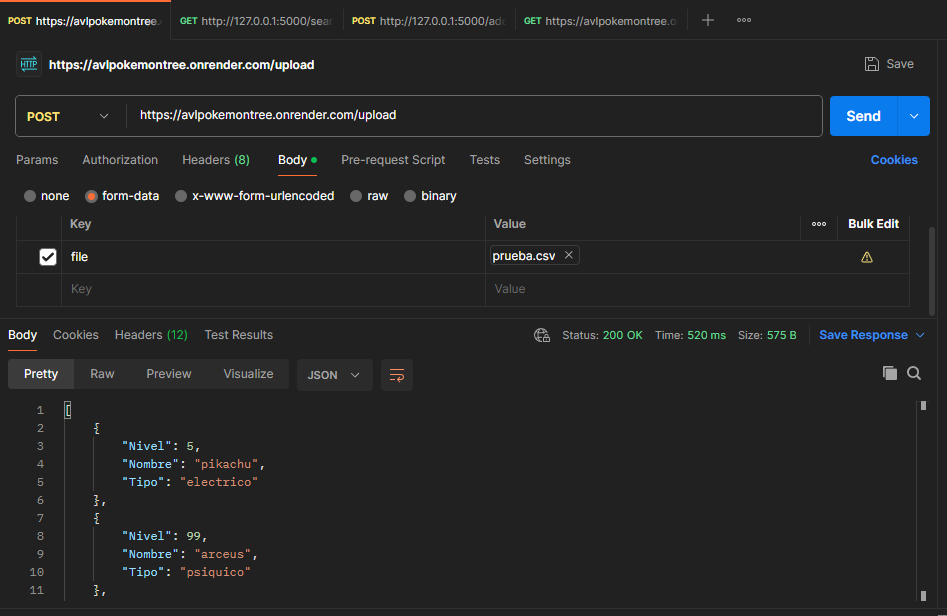 POST https://avlpokemontree. GET http://127.0.0.1:5000/sear POST http://127.0.0.1:5000/ade GET https://avlpokemontree.o
HTTP https://avlpokemontree.onrender.com/upload Save
POST https://avlpokemontree.onrender.com/upload Send
Params Authorization Headers (8) Body Pre-request Script Tests Settings Cookies
none form-data x-www-form-urlencoded raw binary
Key Value Bulk Edit
file prueba.csv
Key Value
Body Cookies Headers (12) Test Results Status: 200 OK Time: 520 ms Size: 575 B Save Response
Pretty Raw Preview Visualize JSON
1 [
2 {
3 "Nivel": 5,
4 "Nombre": "pikachu",
5 "Tipo": "electrico"
6 },
7 {
8 "Nivel": 99,
9 "Nombre": "arceus",
10 "Tipo": "psiquico"
11 },